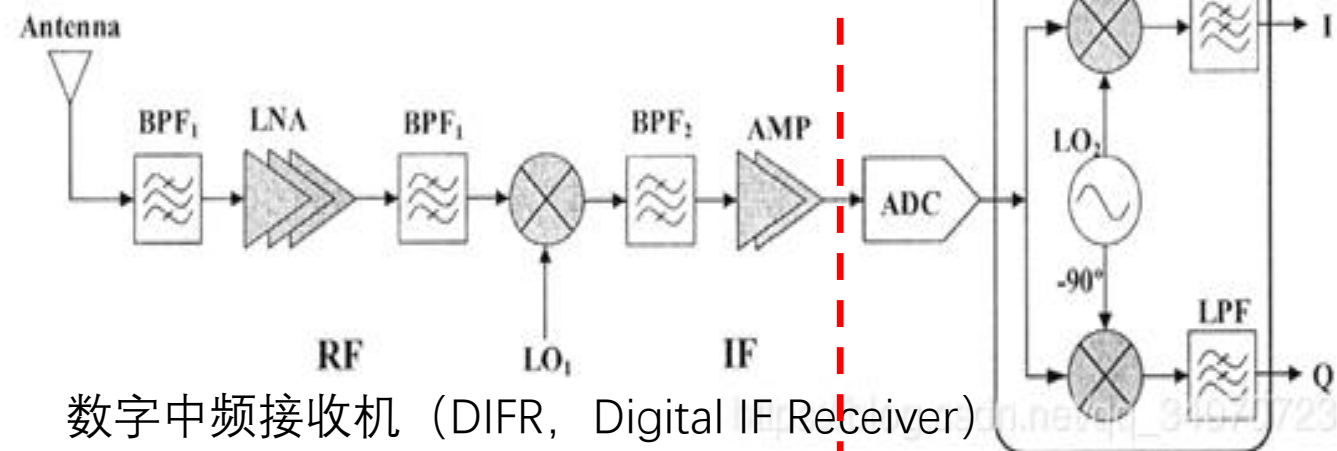 Antenna
I
BPF₁ LNA BPF₁ BPF₂ AMP
LO₂
ADC
-90°
LPF
RF LO₁ IF
Q
数字中频接收机（DIFR，Digital IF Receiver）